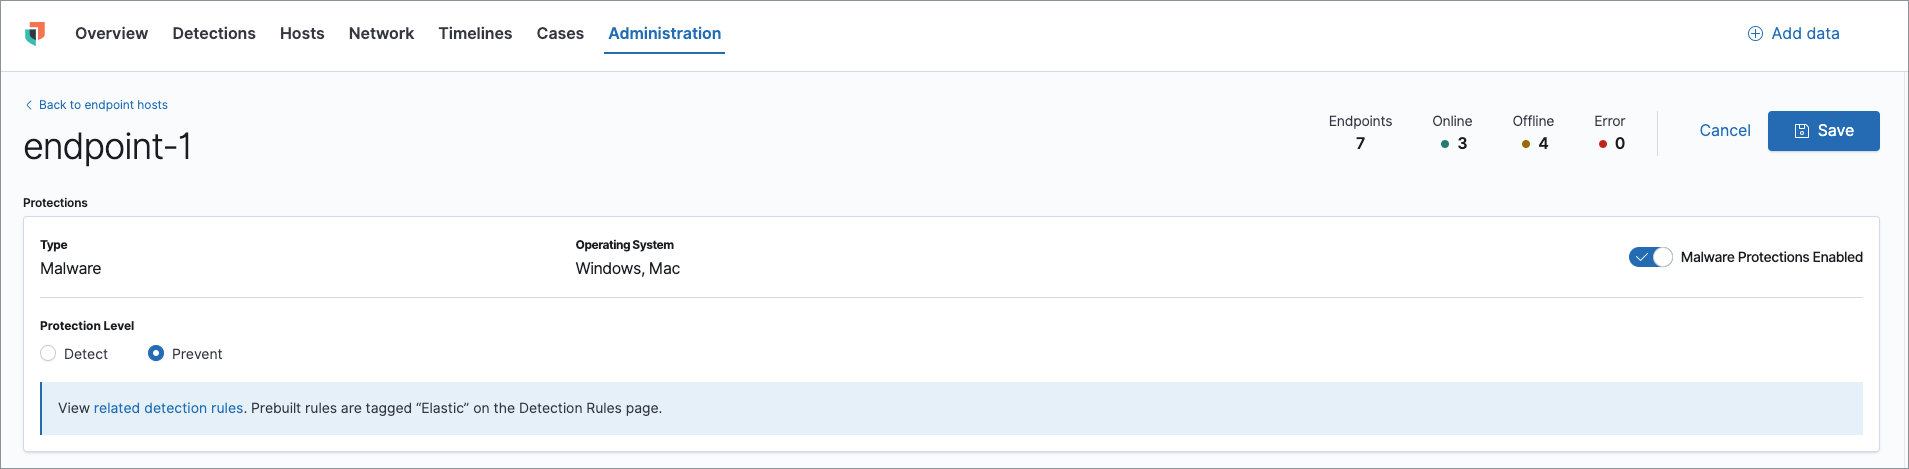 Overview Detections Hosts Network Timelines Cases Administration Add data
Back to endpoint hosts
endpoint-1
Endpoints Online Offline Error
7 3 4 0
Cancel Save
Protections
Type Operating System
Malware Windows, Mac
Malware Protections Enabled
Protection Level
Detect Prevent
View related detection rules. Prebuilt rules are tagged “Elastic” on the Detection Rules page.